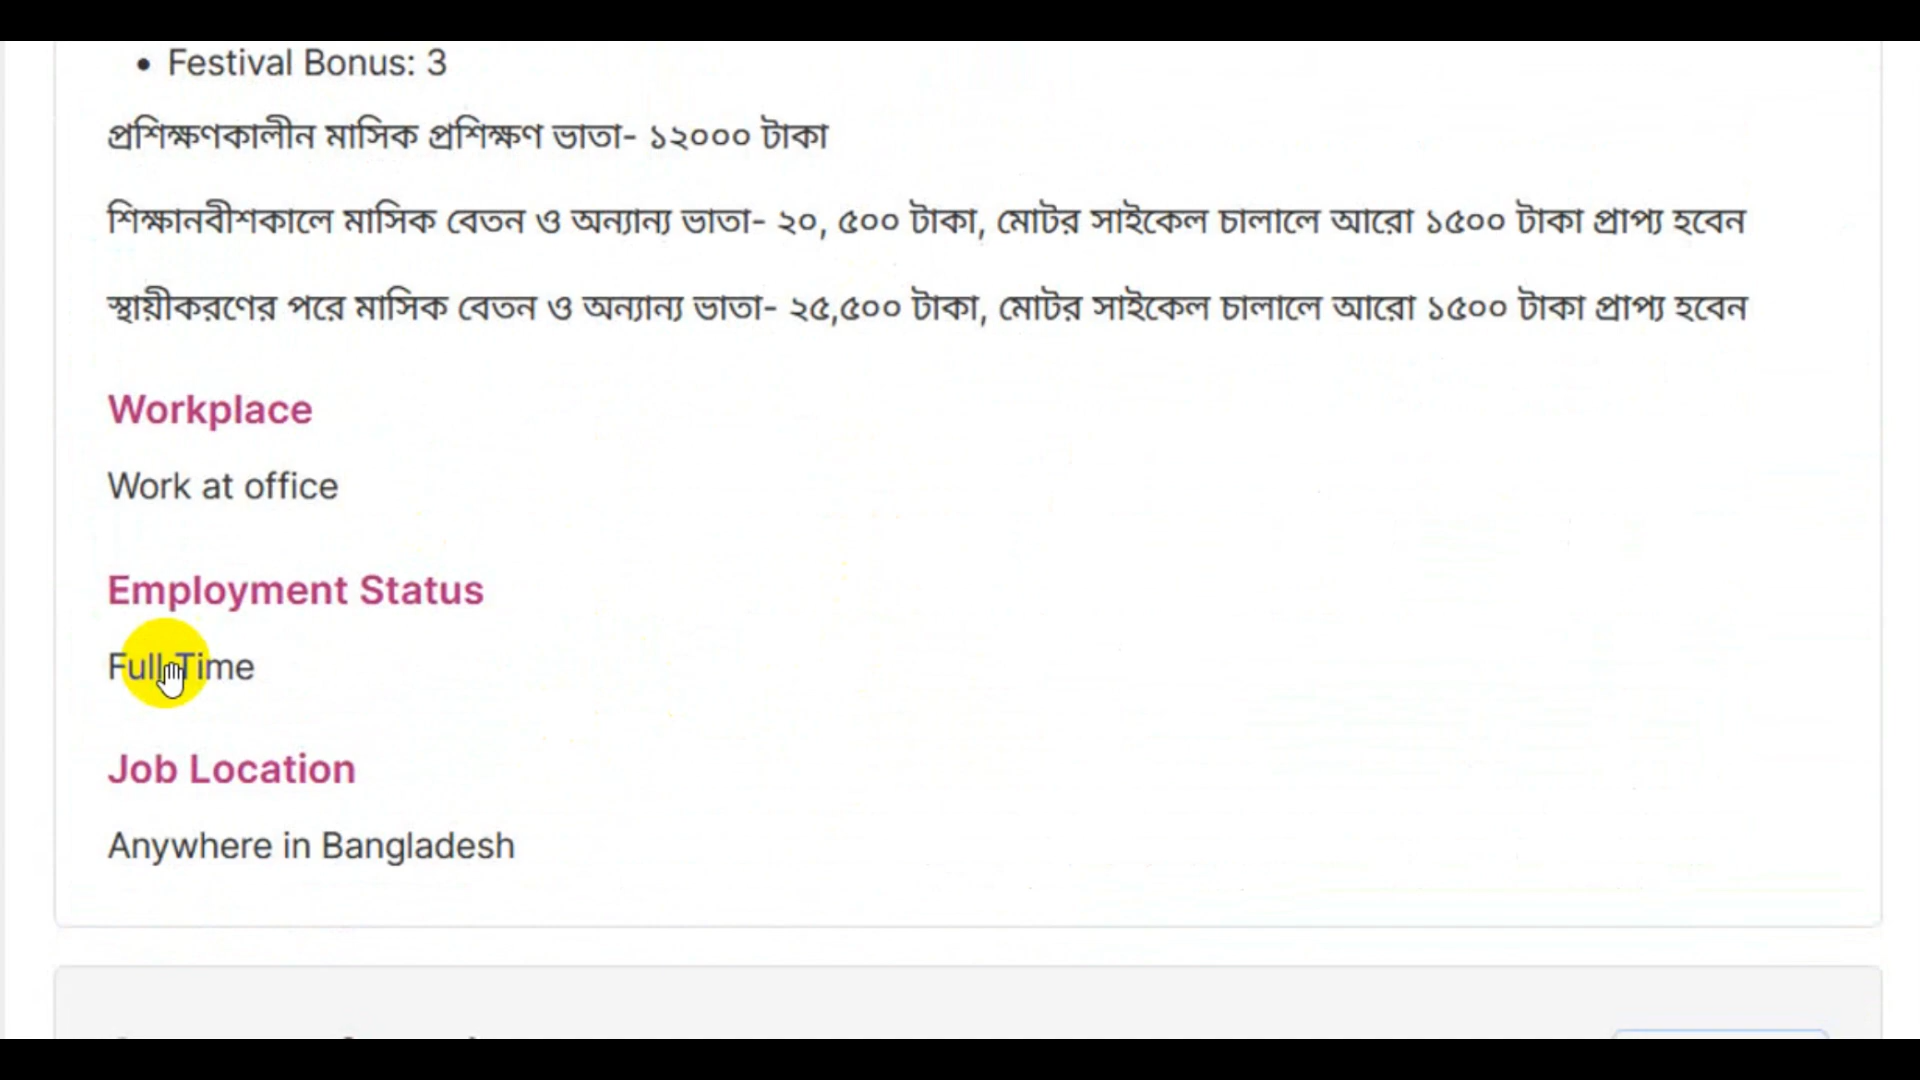 • Festival Bonus: 3
প্রশিক্ষণকালীন মাসিক প্রশিক্ষণ ভাতা- ১২০০০ টাকা
শিক্ষানবীশকালে মাসিক বেতন ও অন্যান্য ভাতা- ২০, ৫০০ টাকা, মোটর সাইকেল চালালে আরো ১৫০০ টাকা প্রাপ্য হবেন
স্থায়ীকরণের পরে মাসিক বেতন ও অন্যান্য ভাতা- ২৫,৫০০ টাকা, মোটর সাইকেল চালালে আরো ১৫০০ টাকা প্রাপ্য হবেন
Workplace
Work at office
Employment Status
Full Time
Job Location
Anywhere in Bangladesh